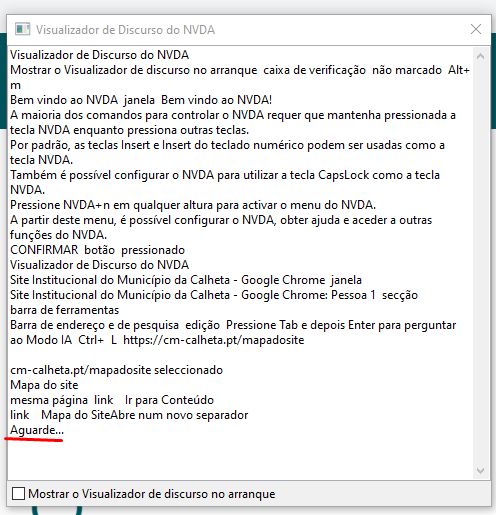 Visualizador de Discurso do NVDA
Visualizador de Discurso do NVDA
Mostrar o Visualizador de discurso no arranque  caixa de verificação  não marcado  Alt+
m
Bem vindo ao NVDA  janela  Bem vindo ao NVDA!
A maioria dos comandos para controlar o NVDA requer que mantenha pressionada a
tecla NVDA enquanto pressiona outras teclas.
Por padrão, as teclas Insert e Insert do teclado numérico podem ser usadas como a
tecla NVDA.
Também é possível configurar o NVDA para utilizar a tecla CapsLock como a tecla
NVDA.
Pressione NVDA+n em qualquer altura para activar o menu do NVDA.
A partir deste menu, é possível configurar o NVDA, obter ajuda e aceder a outras
funções do NVDA.
CONFIRMAR  botão  pressionado
Visualizador de Discurso do NVDA
Site Institucional do Município da Calheta - Google Chrome  janela
Site Institucional do Município da Calheta - Google Chrome: Pessoa 1  secção
barra de ferramentas
Barra de endereço e de pesquisa  edição  Pressione Tab e depois Enter para perguntar
ao Modo IA  Ctrl+  L  https://cm-calheta.pt/mapadosite
cm-calheta.pt/mapadosite seleccionado
Mapa do site
mesma página  link    Ir para Conteúdo
link    Mapa do SiteAbre num novo separador
Aguarde...
Mostrar o Visualizador de discurso no arranque